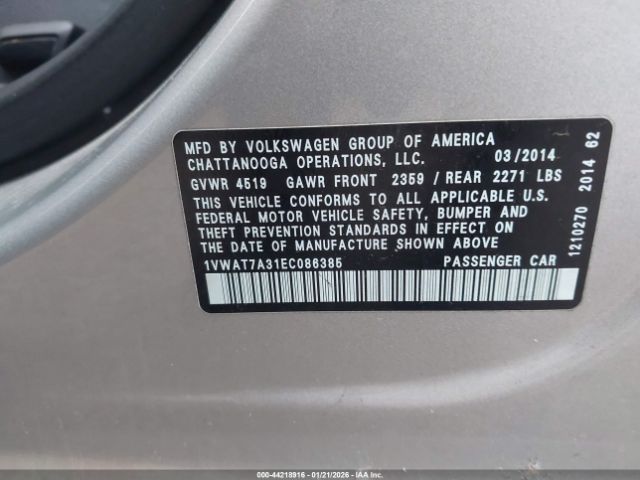 MFD BY VOLKSWAGEN GROUP OF AMERICA
CHATTANOOGA OPERATIONS, LLC. 03/2014
GVWR 4519 GAWR FRONT 2359 / REAR 2271 LBS
THIS VEHICLE CONFORMS TO ALL APPLICABLE U.S.
FEDERAL MOTOR VEHICLE SAFETY, BUMPER AND
THEFT PREVENTION STANDARDS IN EFFECT ON
THE DATE OF MANUFACTURE SHOWN ABOVE
1VWAT7A31EC086385 PASSENGER CAR
1210270 2014 62
000-44218916 - 01/21/2026 - IAAI.COM